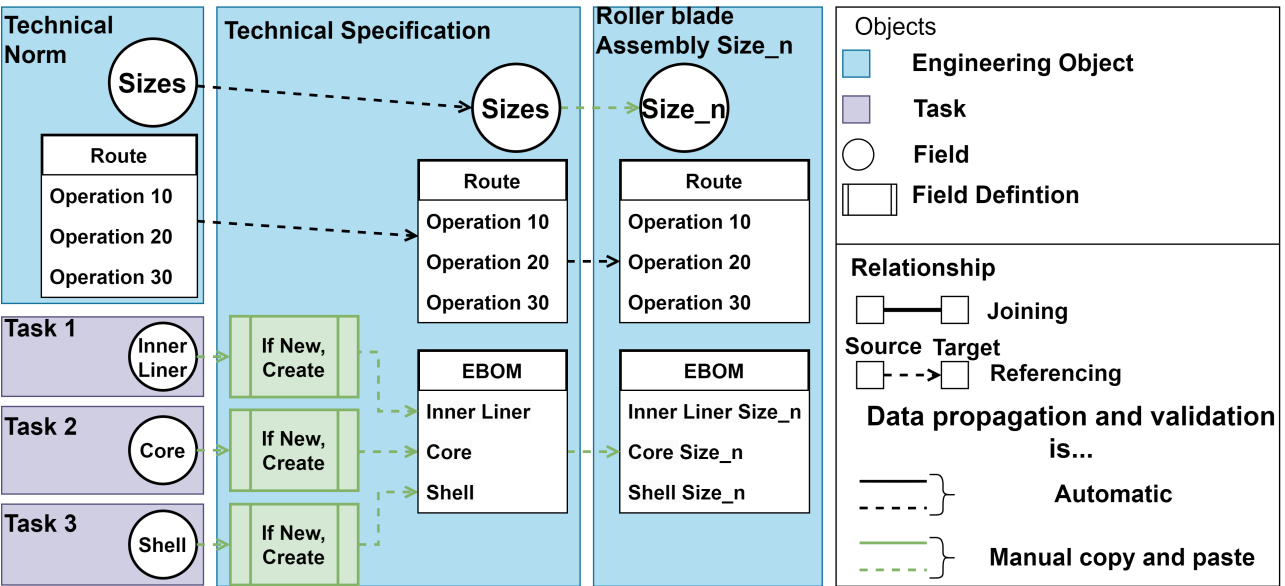 Technical
Norm
Sizes
Route
Operation 10
Operation 20
Operation 30
Task 1
Inner
Liner
Task 2
Core
Task 3
Shell
Technical Specification
Sizes
Route
Operation 10
Operation 20
Operation 30
If New,
Create
If New,
Create
If New,
Create
EBOM
Inner Liner
Core
Shell
Roller blade
Assembly Size_n
Size_n
Route
Operation 10
Operation 20
Operation 30
EBOM
Inner Liner Size_n
Core Size_n
Shell Size_n
Objects
Engineering Object
Task
Field
Field Defintion
Relationship
Joining
Source Target
Referencing
Data propagation and validation
is...
Automatic
Manual copy and paste